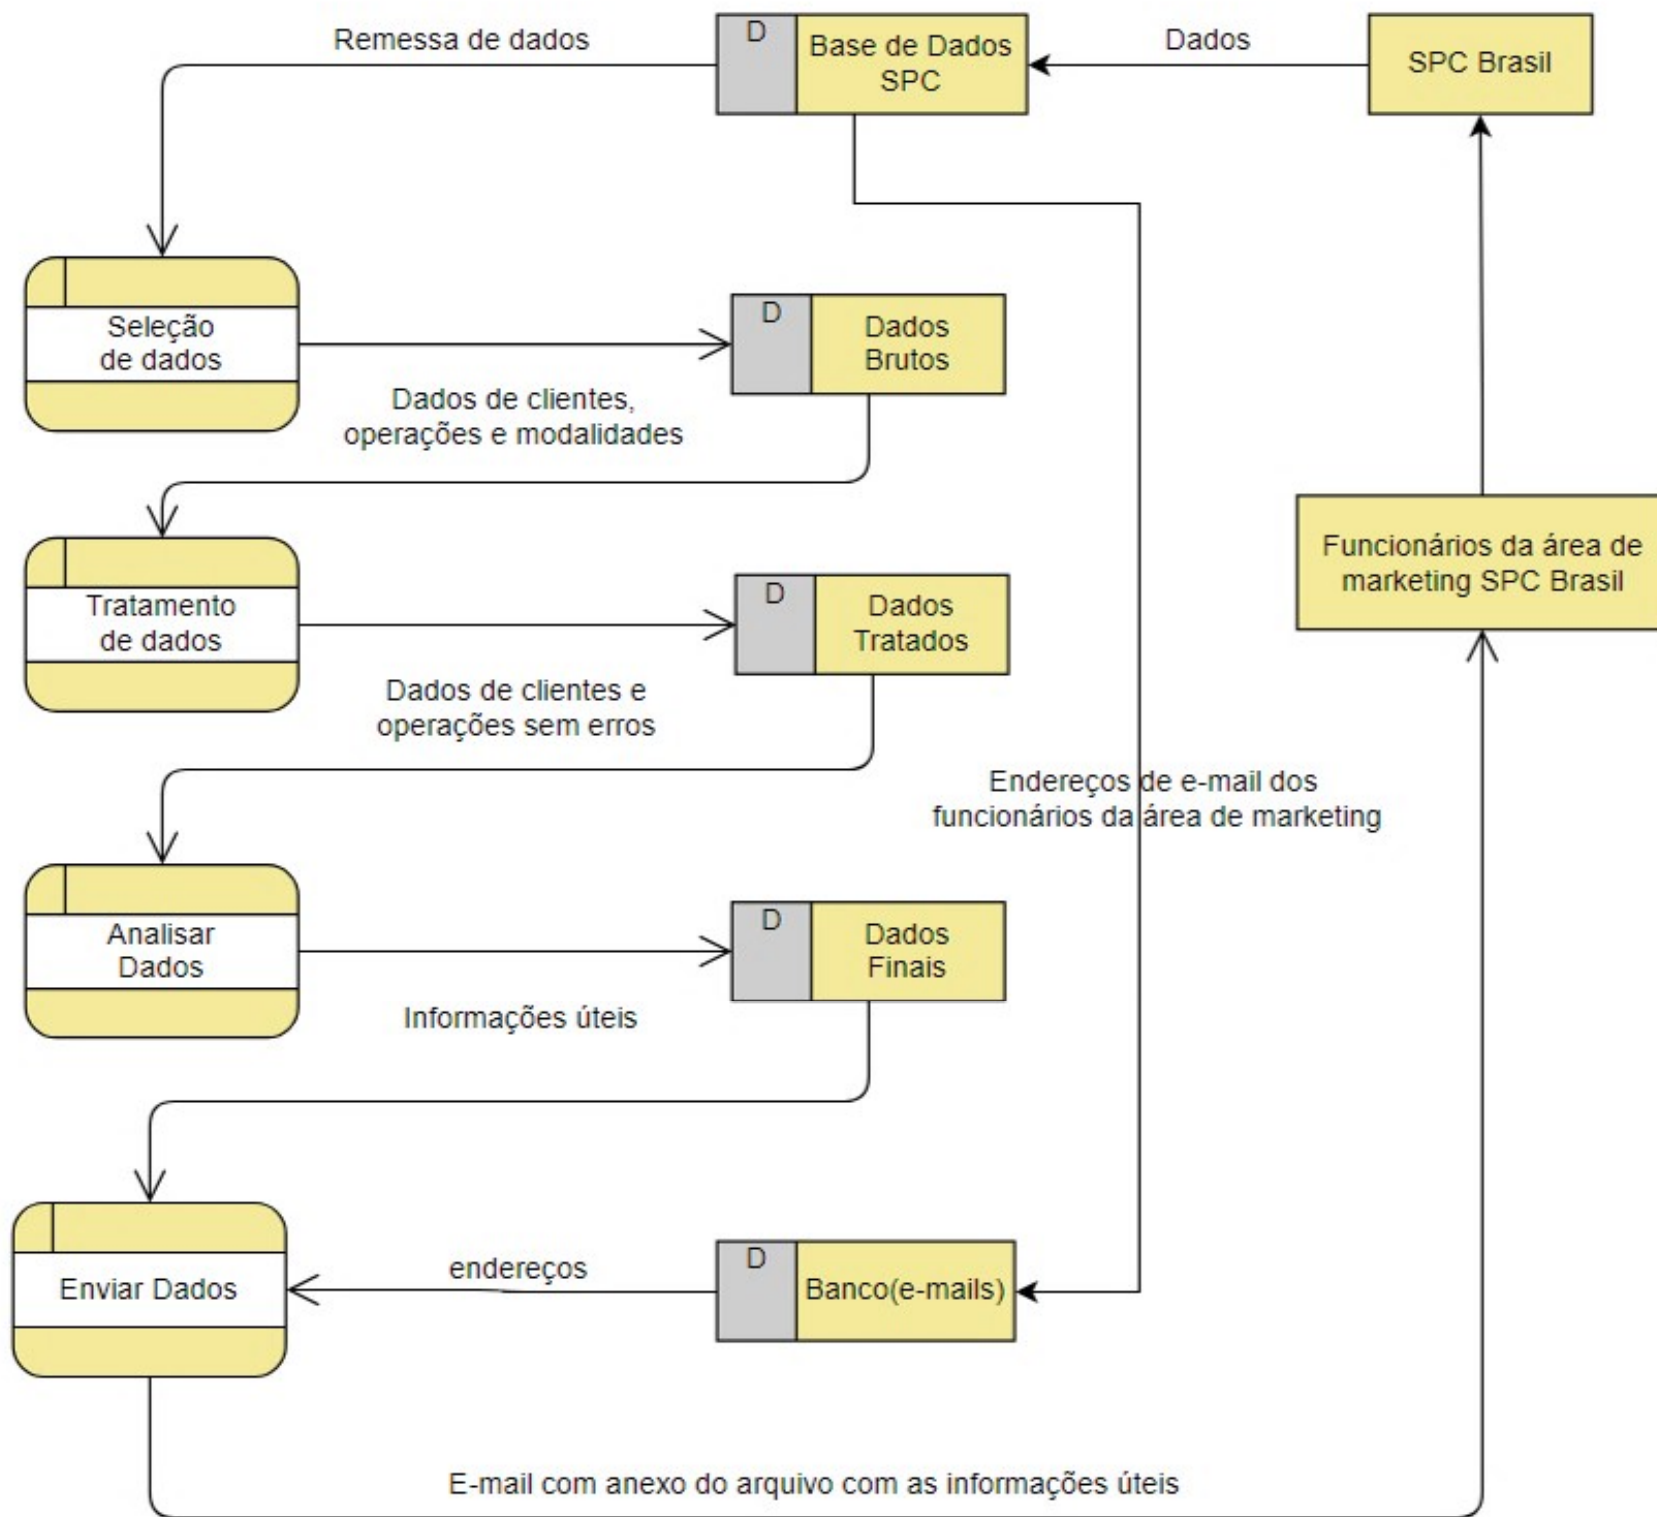 Remessa de dados
D
Base de Dados
SPC
Dados
SPC Brasil
Seleção
de dados
D
Dados
Brutos
Dados de clientes,
operações e modalidades
Funcionários da área de
marketing SPC Brasil
Tratamento
de dados
D
Dados
Tratados
Dados de clientes e
operações sem erros
Endereços de e-mail dos
funcionários da área de marketing
Analisar
Dados
D
Dados
Finais
Informações úteis
Enviar Dados
endereços
D
Banco(e-mails)
E-mail com anexo do arquivo com as informações úteis